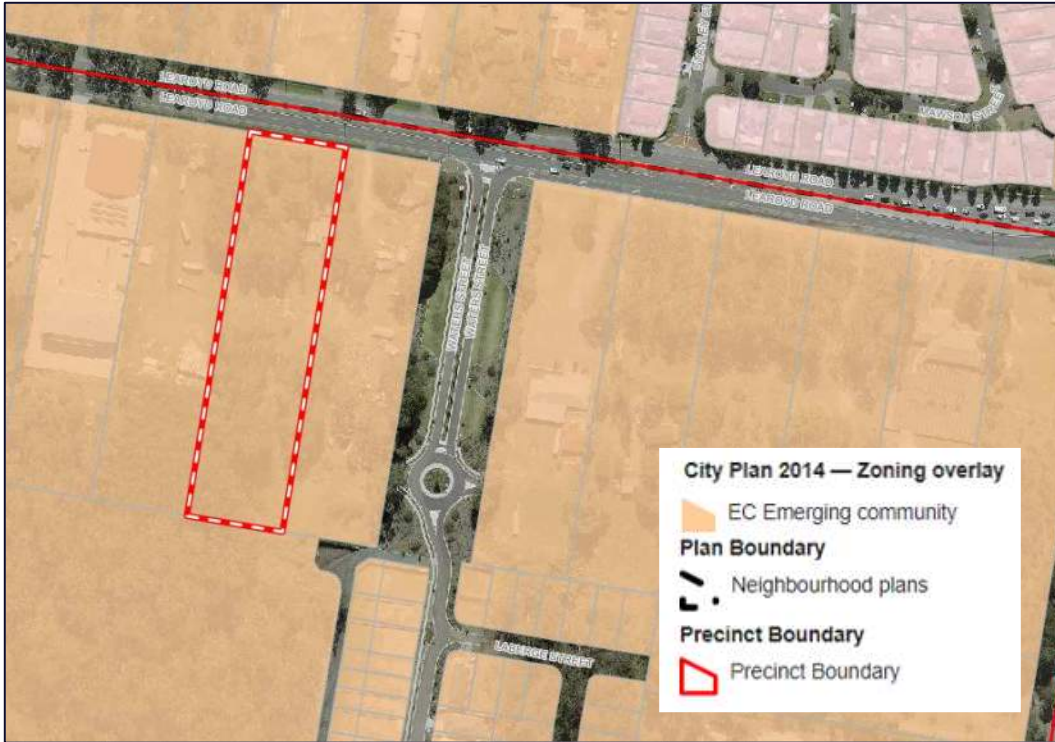 STANLEY
MAWSON STREET
LEAROYD ROAD
LEAROYD ROAD
LEAROYD ROAD
LEAROYD ROAD
WATERS STREET
WATERS STREET
LABERGE STREET
City Plan 2014 — Zoning overlay
EC Emerging community
Plan Boundary
Neighbourhood plans
Precinct Boundary
Precinct Boundary